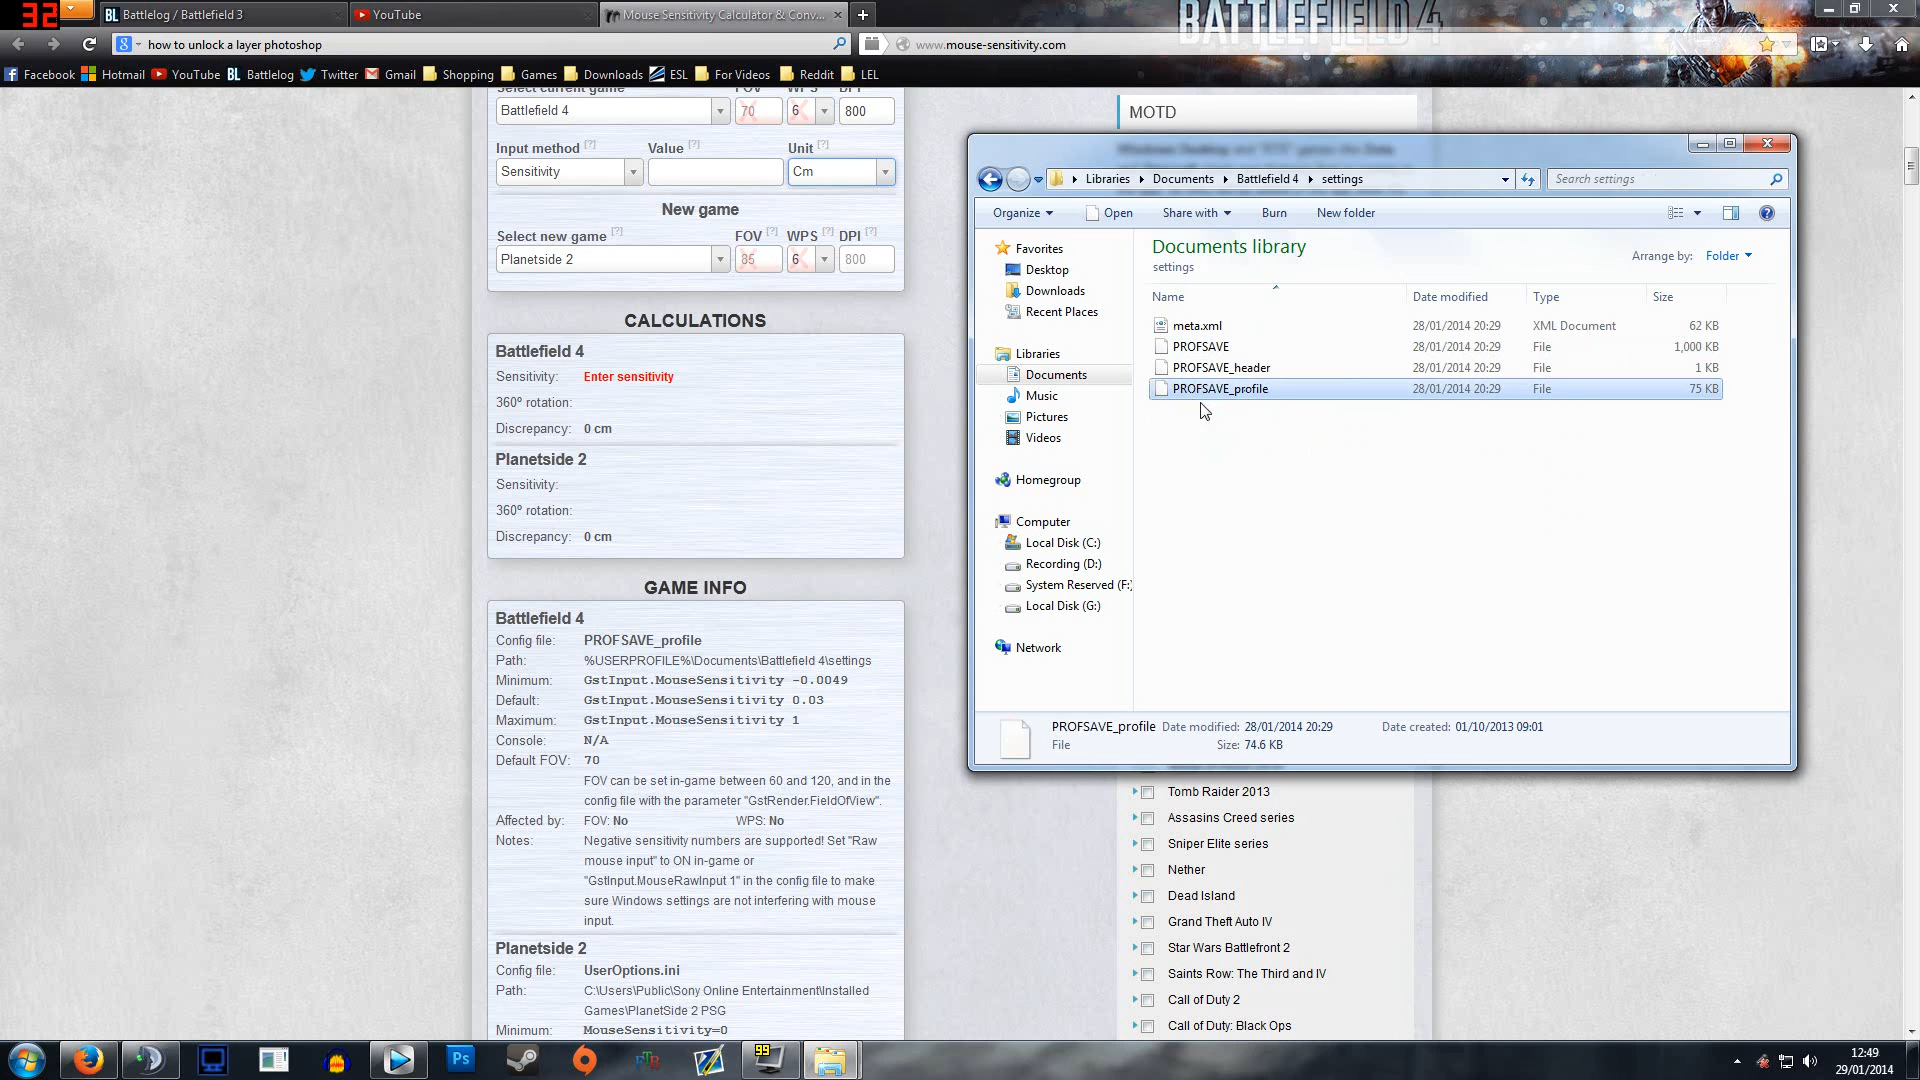 32
Battlelog / Battlefield 3
YouTube
Mouse Sensitivity Calculator & Conv...
BATTLEFIELD 4
how to unlock a layer photoshop
www.mouse-sensitivity.com
Facebook Hotmail YouTube Battlelog Twitter Gmail Shopping Games Downloads ESL For Videos Reddit LEL
Select current game FOV WPS DPI
Battlefield 4 70 6 800
Input method [?] Value [?] Unit [?]
Sensitivity Cm
New game
Select new game [?] FOV [?] WPS [?] DPI [?]
Planetside 2 85 6 800
CALCULATIONS
Battlefield 4
Sensitivity: Enter sensitivity
360º rotation:
Discrepancy: 0 cm
Planetside 2
Sensitivity:
360º rotation:
Discrepancy: 0 cm
GAME INFO
Battlefield 4
Config file: PROFSAVE_profile
Path: %USERPROFILE%\Documents\Battlefield 4\settings
Minimum: GstInput.MouseSensitivity -0.0049
Default: GstInput.MouseSensitivity 0.03
Maximum: GstInput.MouseSensitivity 1
Console: N/A
Default FOV: 70
FOV can be set in-game between 60 and 120, and in the
config file with the parameter "GstRender.FieldOfView".
Affected by: FOV: No WPS: No
Notes: Negative sensitivity numbers are supported! Set "Raw
mouse input" to ON in-game or
"GstInput.MouseRawInput 1" in the config file to make
sure Windows settings are not interfering with mouse
input.
Planetside 2
Config file: UserOptions.ini
Path: C:\Users\Public\Sony Online Entertainment\Installed
Games\PlanetSide 2 PSG
Minimum: MouseSensitivity=0
MOTD
Libraries Documents Battlefield 4 settings
Search settings
Organize Open Share with Burn New folder
Favorites
Desktop
Downloads
Recent Places
Libraries
Documents
Music
Pictures
Videos
Homegroup
Computer
Local Disk (C:)
Recording (D:)
System Reserved (F:)
Local Disk (G:)
Network
Documents library
settings
Arrange by: Folder
Name Date modified Type Size
meta.xml 28/01/2014 20:29 XML Document 62 KB
PROFSAVE 28/01/2014 20:29 File 1,000 KB
PROFSAVE_header 28/01/2014 20:29 File 1 KB
PROFSAVE_profile 28/01/2014 20:29 File 75 KB
PROFSAVE_profile Date modified: 28/01/2014 20:29 Date created: 01/10/2013 09:01
File Size: 74.6 KB
Tomb Raider 2013
Assasins Creed series
Sniper Elite series
Nether
Dead Island
Grand Theft Auto IV
Star Wars Battlefront 2
Saints Row: The Third and IV
Call of Duty 2
Call of Duty: Black Ops
Ps
FTB
99
12:49
29/01/2014